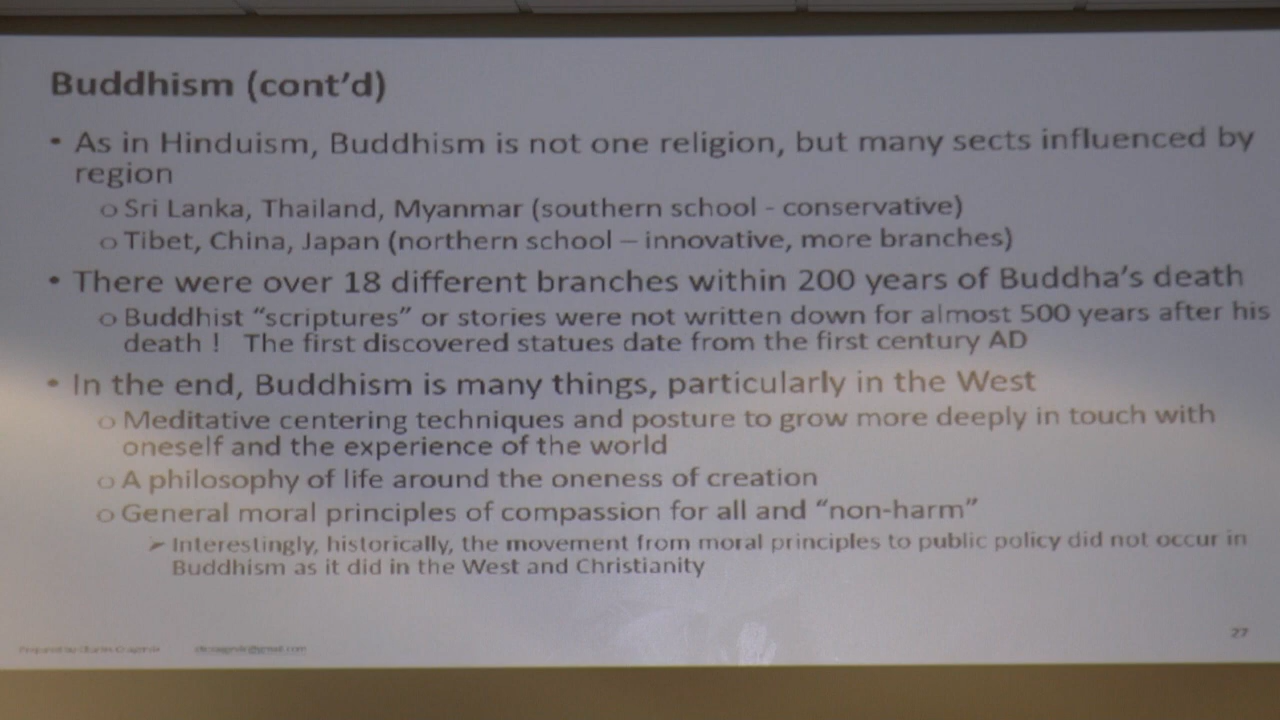 Buddhism (cont'd)
• As in Hinduism, Buddhism is not one religion, but many sects influenced by
region
o Sri Lanka, Thailand, Myanmar (southern school - conservative)
o Tibet, China, Japan (northern school – innovative, more branches)
• There were over 18 different branches within 200 years of Buddha's death
o Buddhist "scriptures" or stories were not written down for almost 500 years after his
death ! The first discovered statues date from the first century AD
• In the end, Buddhism is many things, particularly in the West
o Meditative centering techniques and posture to grow more deeply in touch with
oneself and the experience of the world
o A philosophy of life around the oneness of creation
o General moral principles of compassion for all and "non-harm"
➢ Interestingly, historically, the movement from moral principles to public policy did not occur in
Buddhism as it did in the West and Christianity
27
Prepared by Charles